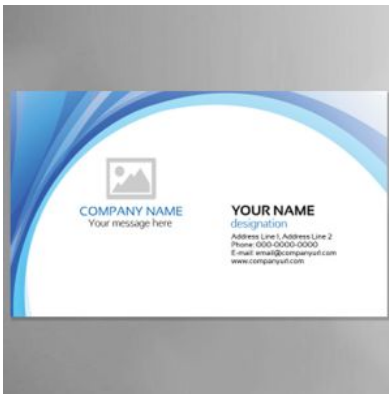 COMPANY NAME
Your message here
YOUR NAME
designation
Address Line 1, Address Line 2
Phone: 000-0000-0000
E-mail: email@companyurl.com
www.companyurl.com